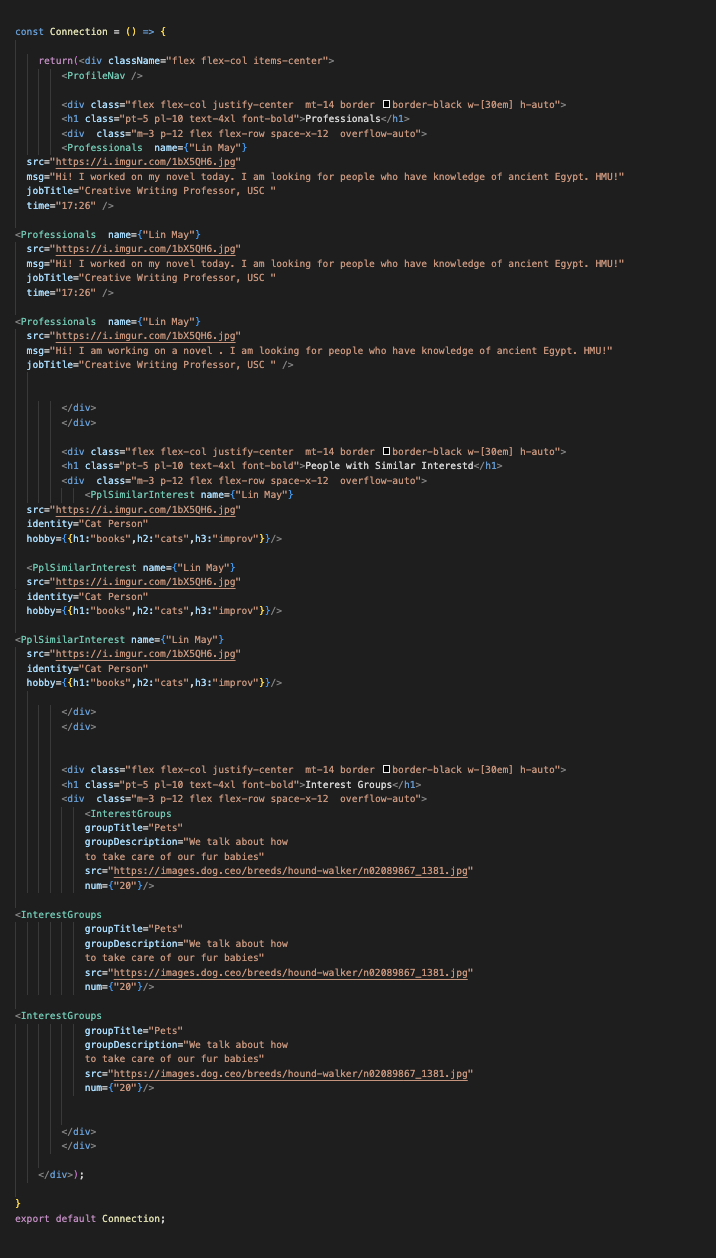 const Connection = () => {
return(<div className="flex flex-col items-center">
<ProfileNav />
<div class="flex flex-col justify-center  mt-14 border border-black w-[30em] h-auto">
<h1 class="pt-5 pl-10 text-4xl font-bold">Professionals</h1>
<div  class="m-3 p-12 flex flex-row space-x-12  overflow-auto">
<Professionals  name={"Lin May"}
src="https://i.imgur.com/1bX5QH6.jpg"
msg="Hi! I worked on my novel today. I am looking for people who have knowledge of ancient Egypt. HMU!"
jobTitle="Creative Writing Professor, USC "
time="17:26" />
<Professionals  name={"Lin May"}
src="https://i.imgur.com/1bX5QH6.jpg"
msg="Hi! I worked on my novel today. I am looking for people who have knowledge of ancient Egypt. HMU!"
jobTitle="Creative Writing Professor, USC "
time="17:26" />
<Professionals  name={"Lin May"}
src="https://i.imgur.com/1bX5QH6.jpg"
msg="Hi! I am working on a novel . I am looking for people who have knowledge of ancient Egypt. HMU!"
jobTitle="Creative Writing Professor, USC " />
</div>
</div>
<div class="flex flex-col justify-center  mt-14 border border-black w-[30em] h-auto">
<h1 class="pt-5 pl-10 text-4xl font-bold">People with Similar Interestd</h1>
<div  class="m-3 p-12 flex flex-row space-x-12  overflow-auto">
<PplSimilarInterest name={"Lin May"}
src="https://i.imgur.com/1bX5QH6.jpg"
identity="Cat Person"
hobby={{h1:"books",h2:"cats",h3:"improv"}}/>
<PplSimilarInterest name={"Lin May"}
src="https://i.imgur.com/1bX5QH6.jpg"
identity="Cat Person"
hobby={{h1:"books",h2:"cats",h3:"improv"}}/>
<PplSimilarInterest name={"Lin May"}
src="https://i.imgur.com/1bX5QH6.jpg"
identity="Cat Person"
hobby={{h1:"books",h2:"cats",h3:"improv"}}/>
</div>
</div>
<div class="flex flex-col justify-center  mt-14 border border-black w-[30em] h-auto">
<h1 class="pt-5 pl-10 text-4xl font-bold">Interest Groups</h1>
<div  class="m-3 p-12 flex flex-row space-x-12  overflow-auto">
<InterestGroups
groupTitle="Pets"
groupDescription="We talk about how
to take care of our fur babies"
src="https://images.dog.ceo/breeds/hound-walker/n02089867_1381.jpg"
num={"20"}/>
<InterestGroups
groupTitle="Pets"
groupDescription="We talk about how
to take care of our fur babies"
src="https://images.dog.ceo/breeds/hound-walker/n02089867_1381.jpg"
num={"20"}/>
<InterestGroups
groupTitle="Pets"
groupDescription="We talk about how
to take care of our fur babies"
src="https://images.dog.ceo/breeds/hound-walker/n02089867_1381.jpg"
num={"20"}/>
</div>
</div>
</div>);
}
export default Connection;